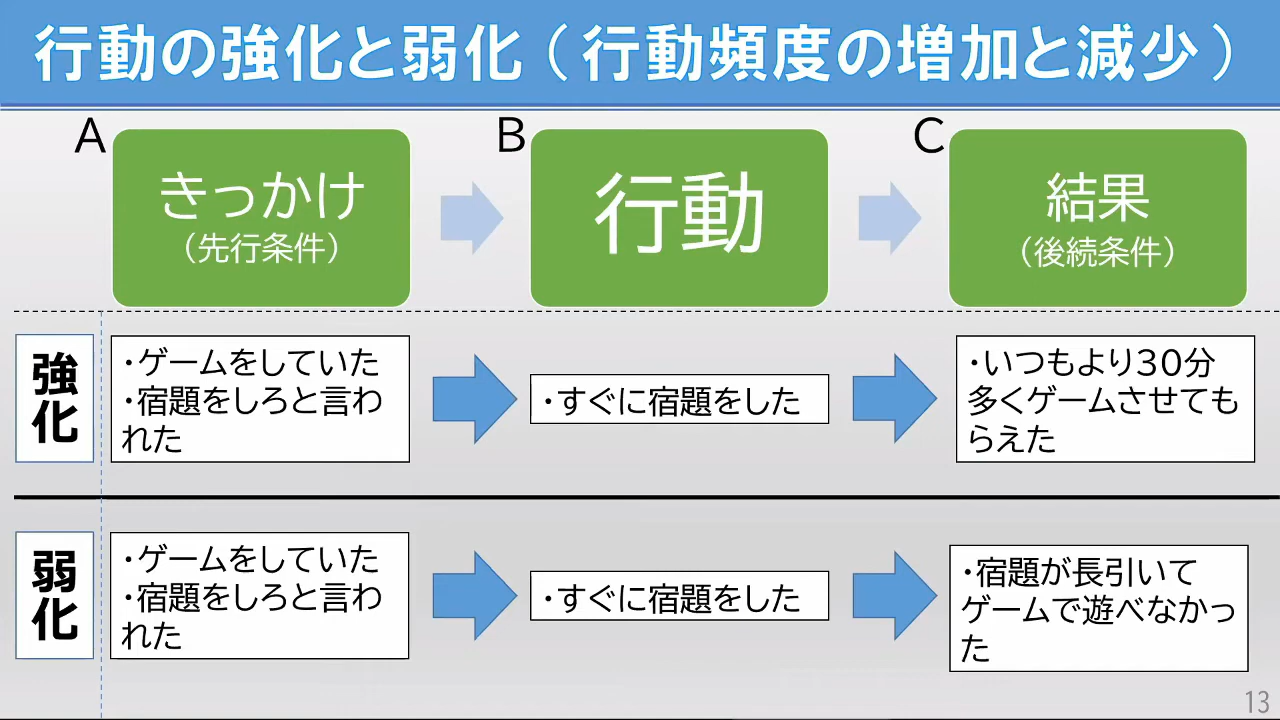 行動の強化と弱化（行動頻度の増加と減少）
A
きっかけ
（先行条件）
B
行動
C
結果
（後続条件）
強化
・ゲームをしていた
・宿題をしろと言わ
れた
・すぐに宿題をした
・いつもより３０分
多くゲームさせても
らえた
弱化
・ゲームをしていた
・宿題をしろと言わ
れた
・すぐに宿題をした
・宿題が長引いて
ゲームで遊べなかっ
た
13